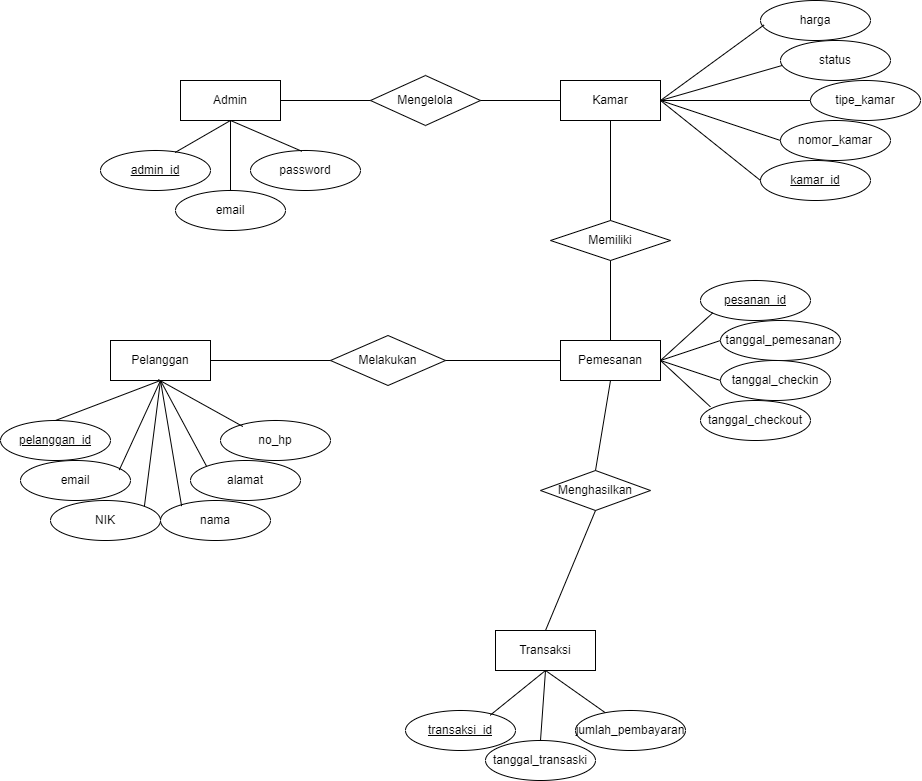 harga
status
Admin
Mengelola
Kamar
tipe_kamar
nomor_kamar
admin_id
password
kamar_id
email
Memiliki
pesanan_id
tanggal_pemesanan
Pelanggan
Melakukan
Pemesanan
tanggal_checkin
tanggal_checkout
pelanggan_id
no_hp
email
alamat
Menghasilkan
NIK
nama
Transaksi
transaksi_id
jumlah_pembayaran
tanggal_transaski